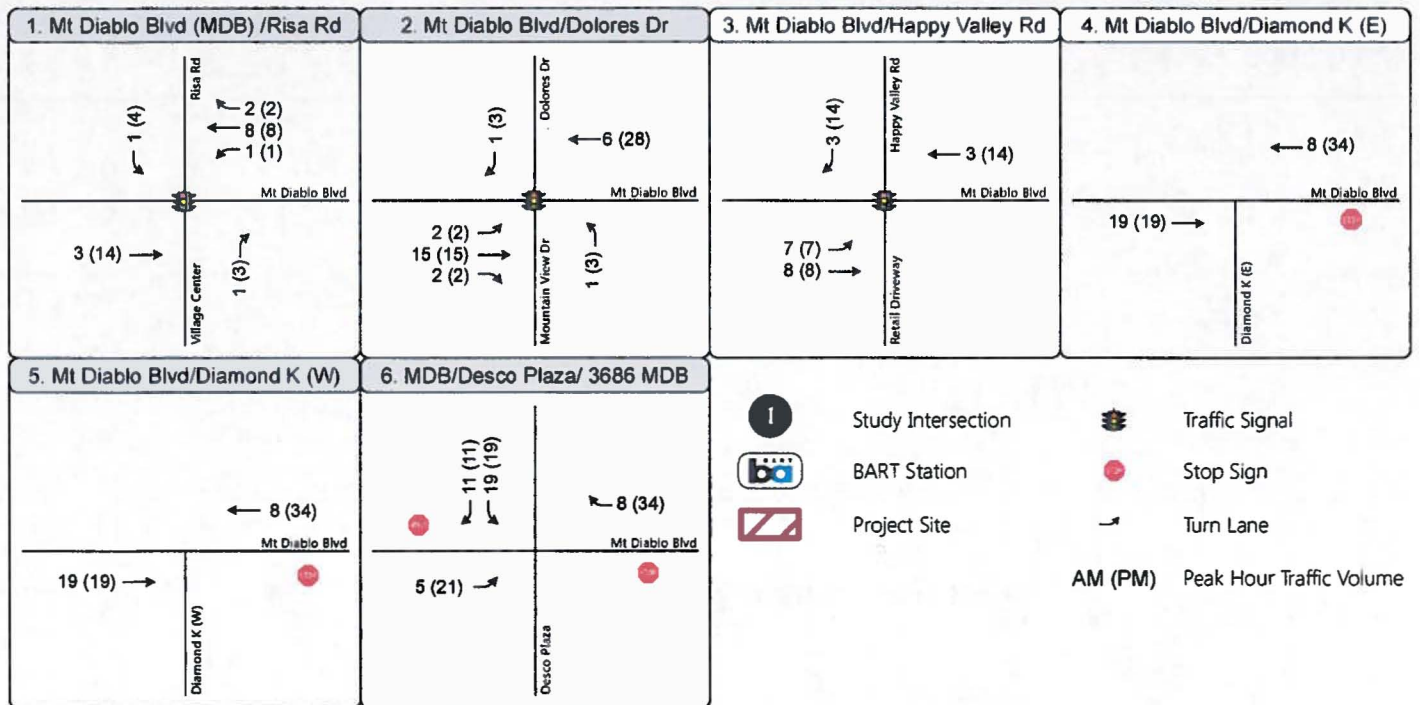 1. Mt Diablo Blvd (MDB) /Risa Rd
Risa Rd
1 (4)
2 (2)
8 (8)
1 (1)
Mt Diablo Blvd
3 (14)
1 (3)
Village Center
2. Mt Diablo Blvd/Dolores Dr
Dolores Dr
1 (3)
6 (28)
Mt Diablo Blvd
2 (2)
15 (15)
2 (2)
Mountain View Dr
1 (3)
3. Mt Diablo Blvd/Happy Valley Rd
Happy Valley Rd
3 (14)
3 (14)
Mt Diablo Blvd
7 (7)
8 (8)
Retail Driveway
4. Mt Diablo Blvd/Diamond K (E)
8 (34)
Mt Diablo Blvd
19 (19)
Diamond K (E)
5. Mt Diablo Blvd/Diamond K (W)
8 (34)
Mt Diablo Blvd
19 (19)
Diamond K (W)
6. MDB/Desco Plaza/ 3686 MDB
11 (11)
19 (19)
8 (34)
Mt Diablo Blvd
5 (21)
Desco Plaza
1 Study Intersection
BART
ba BART Station
Project Site
Traffic Signal
Stop Sign
Turn Lane
AM (PM) Peak Hour Traffic Volume